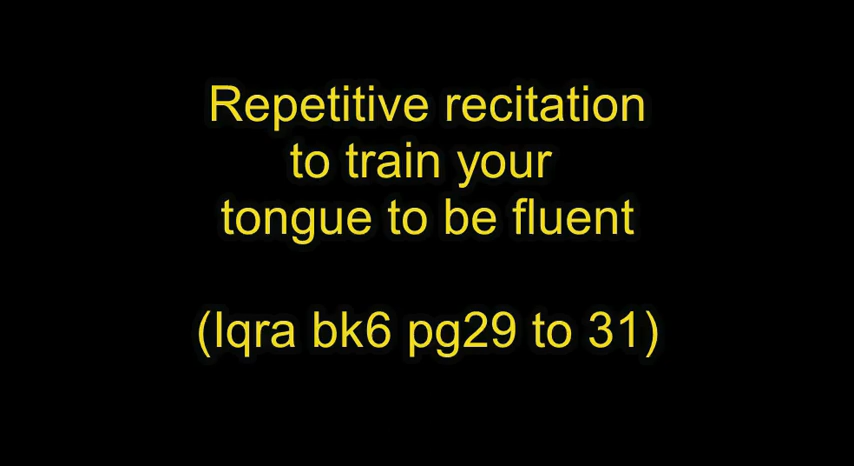 Repetitive recitation
to train your
tongue to be fluent
(Iqra bk6 pg29 to 31)